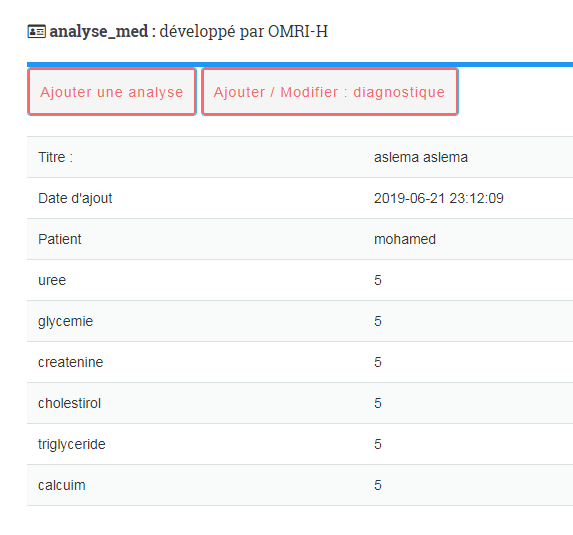 analyse_med : développé par OMRI-H
Ajouter une analyse Ajouter / Modifier : diagnostique
Titre : aslema aslema
Date d'ajout 2019-06-21 23:12:09
Patient mohamed
uree 5
glycemie 5
createnine 5
cholestirol 5
triglyceride 5
calcuim 5